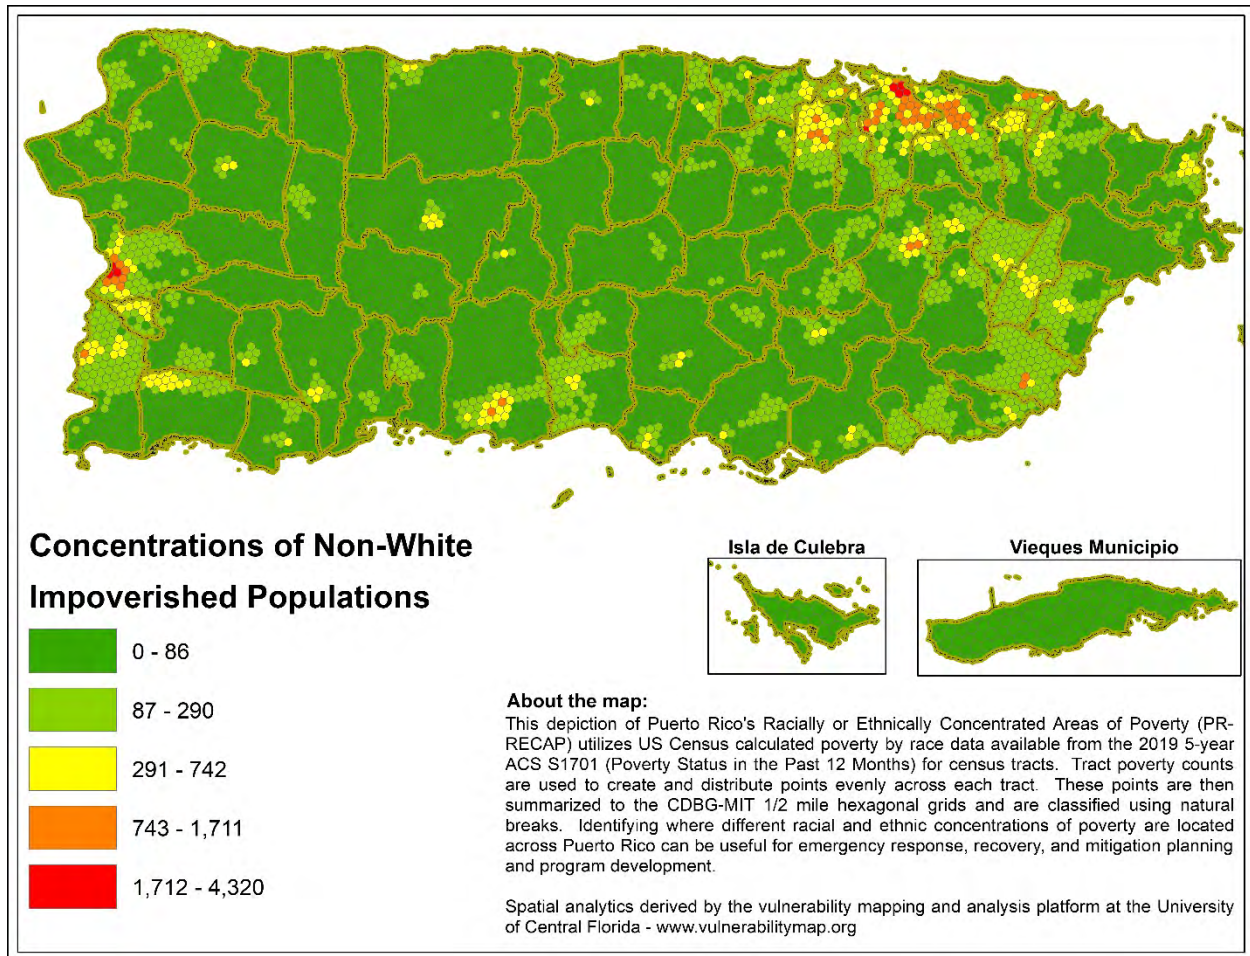 Concentrations of Non-White
Impoverished Populations
0 - 86
87 - 290
291 - 742
743 - 1,711
1,712 - 4,320
Isla de Culebra
Vieques Municipio
About the map:
This depiction of Puerto Rico's Racially or Ethnically Concentrated Areas of Poverty (PR-
RECAP) utilizes US Census calculated poverty by race data available from the 2019 5-year
ACS S1701 (Poverty Status in the Past 12 Months) for census tracts. Tract poverty counts
are used to create and distribute points evenly across each tract. These points are then
summarized to the CDBG-MIT 1/2 mile hexagonal grids and are classified using natural
breaks. Identifying where different racial and ethnic concentrations of poverty are located
across Puerto Rico can be useful for emergency response, recovery, and mitigation planning
and program development.
Spatial analytics derived by the vulnerability mapping and analysis platform at the University
of Central Florida - www.vulnerabilitymap.org